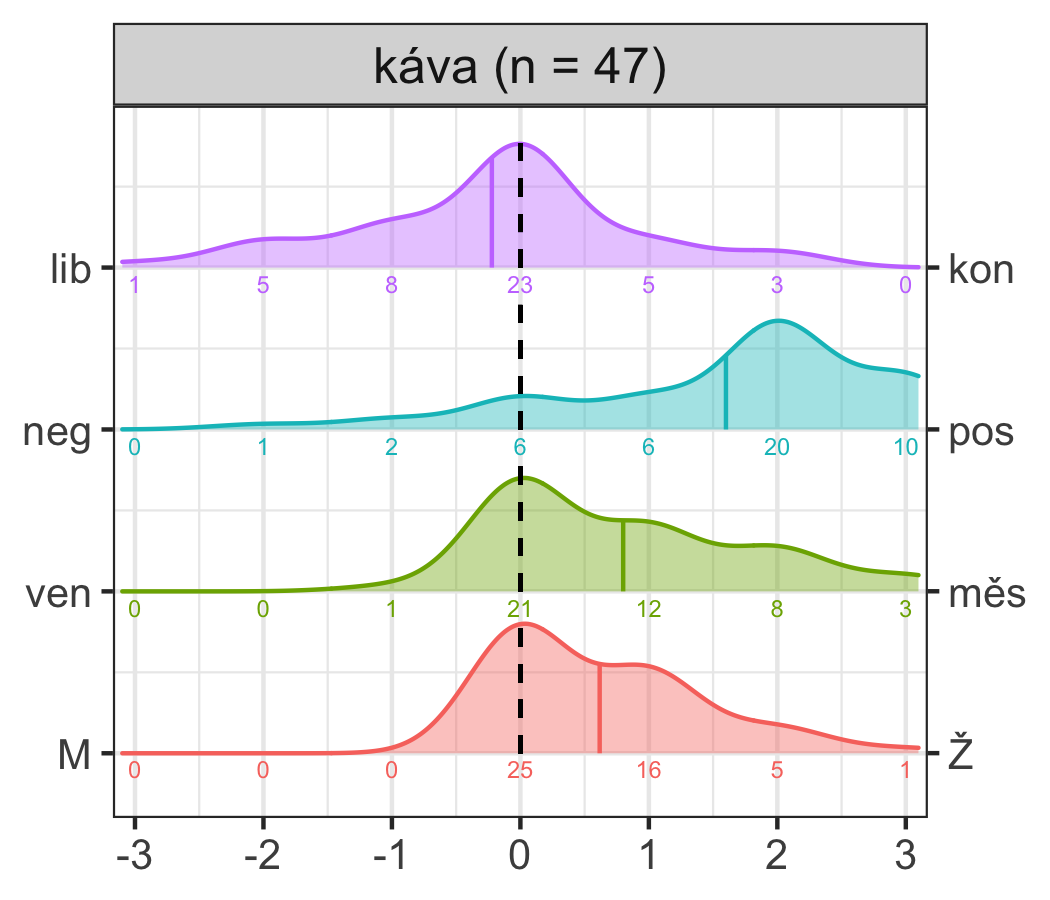 káva (n = 47)
lib kon
1 5 8 23 5 3 0
neg pos
0 1 2 6 6 20 10
ven měs
0 0 1 21 12 8 3
M Ž
0 0 0 25 16 5 1
-3 -2 -1 0 1 2 3